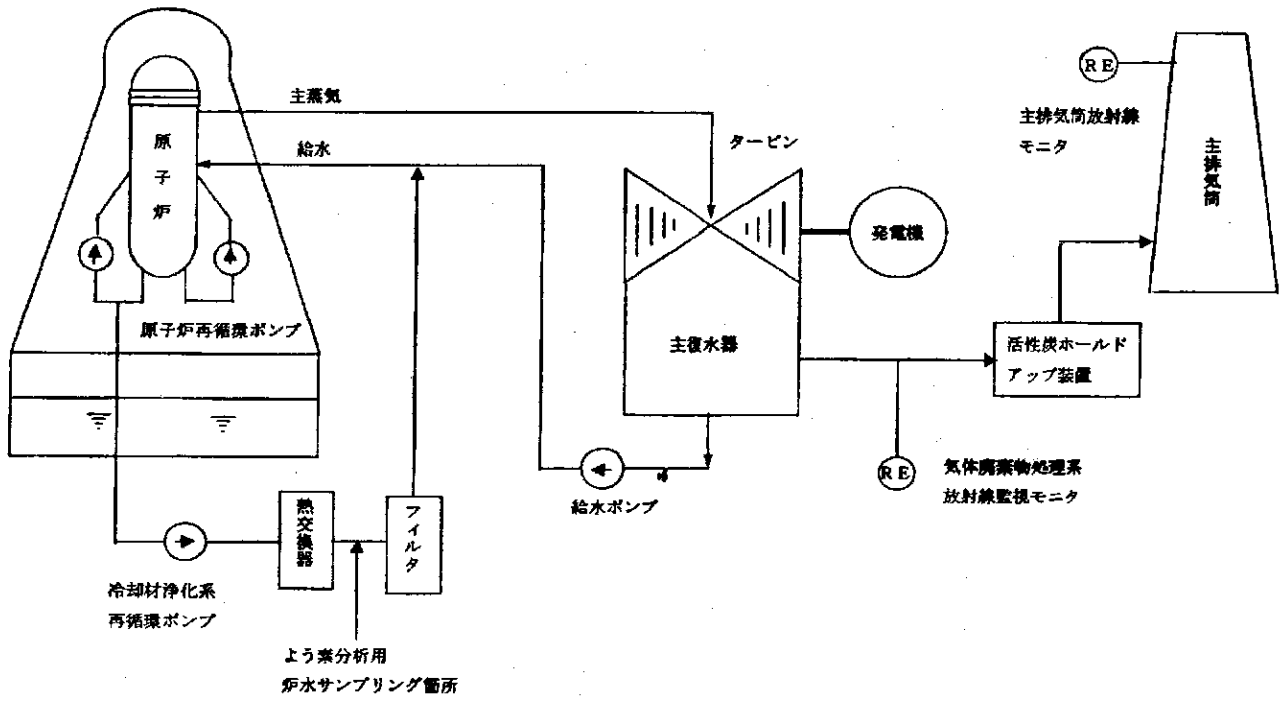 主蒸気
給水
原子炉
原子炉再循環ポンプ
タービン
発電機
主復水器
給水ポンプ
RE
主排気筒放射線
モニタ
主排気筒
活性炭ホールド
アップ装置
RE
気体廃棄物処理系
放射線監視モニタ
熱交換器
フィルタ
冷却材浄化系
再循環ポンプ
よう素分析用
炉水サンプリング箇所